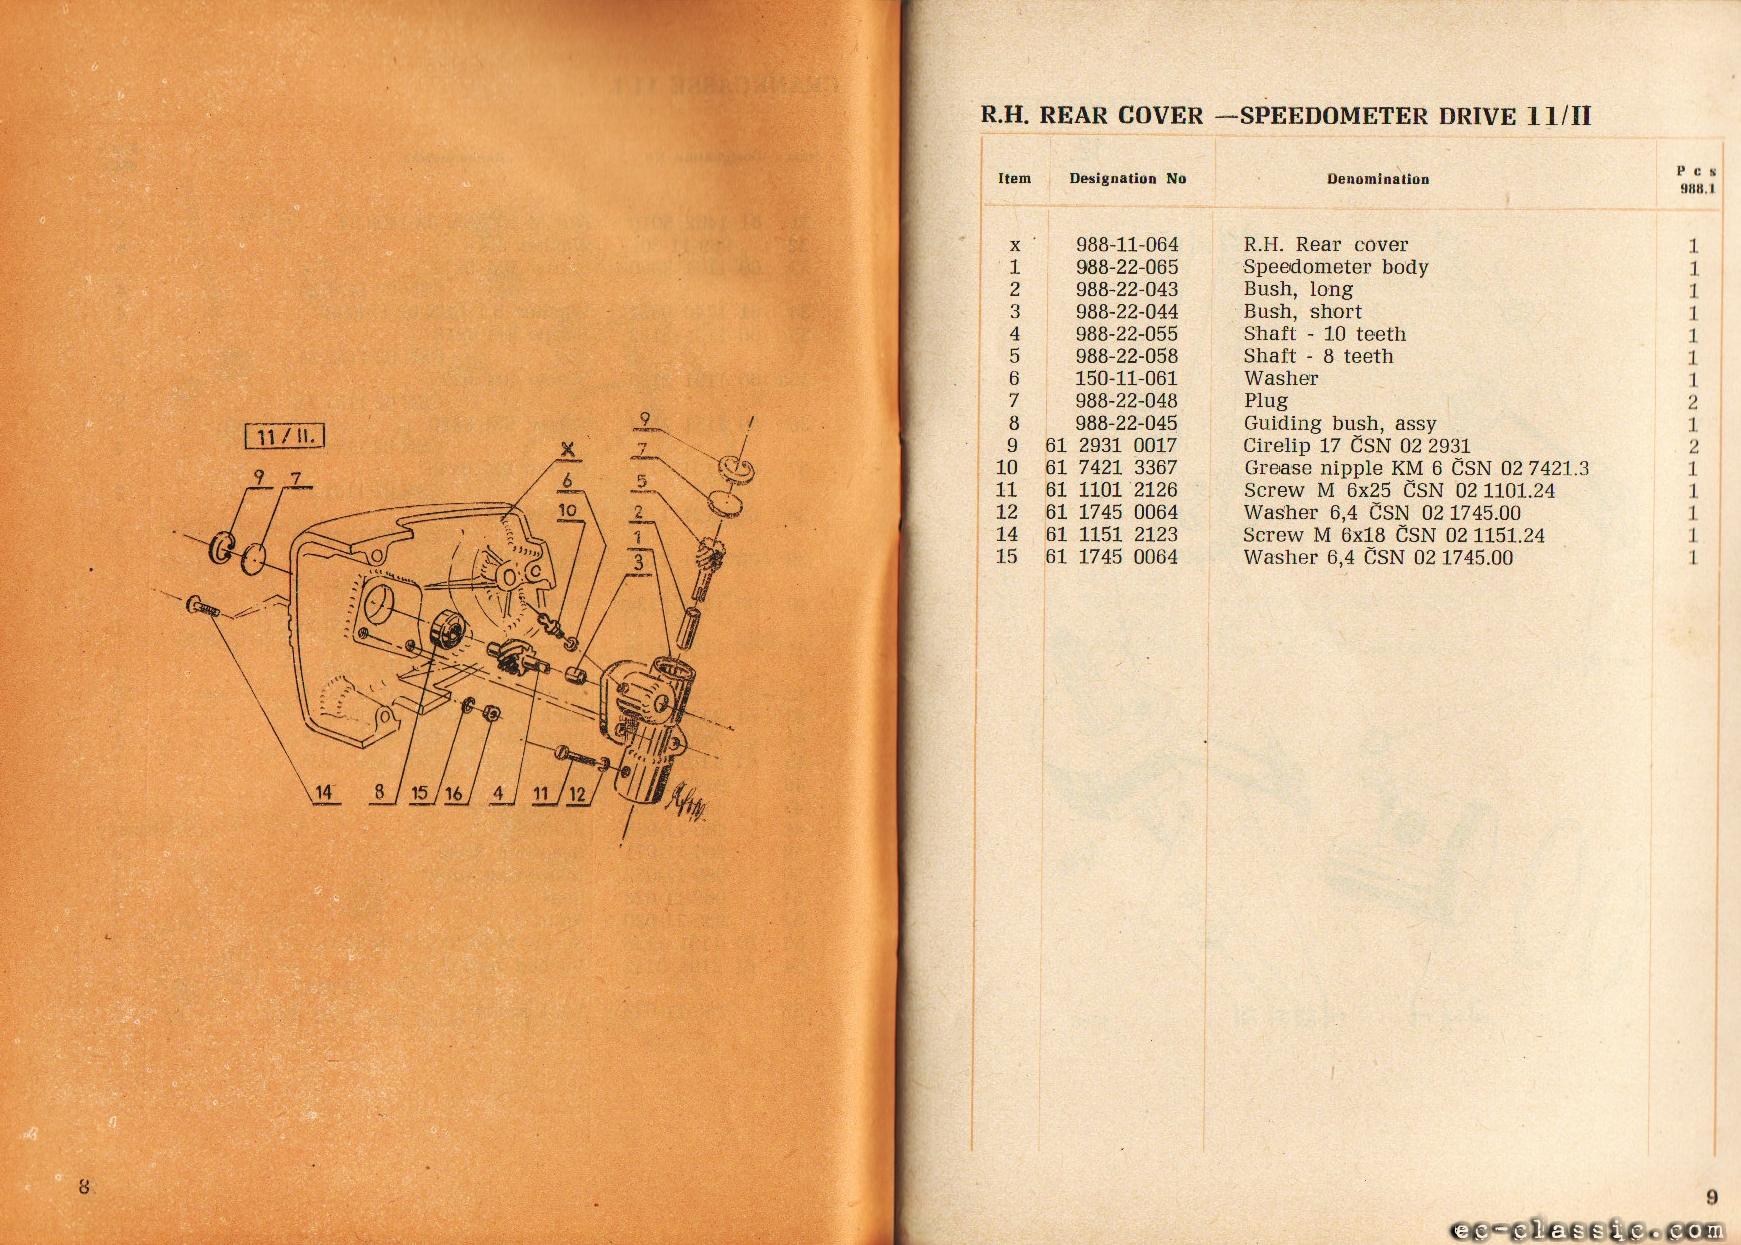 11/II.
9
7
X
6
10
9
7
5
2
1
3
14
8
15
16
4
11
12
8
R.H. REAR COVER —SPEEDOMETER DRIVE 11/II
Item Designation No Denomination Pcs 988.1
x 988-11-064 R.H. Rear cover 1
1 988-22-065 Speedometer body 1
2 988-22-043 Bush, long 1
3 988-22-044 Bush, short 1
4 988-22-055 Shaft - 10 teeth 1
5 988-22-058 Shaft - 8 teeth 1
6 150-11-061 Washer 1
7 988-22-048 Plug 2
8 988-22-045 Guiding bush, assy 1
9 61 2931 0017 Cirelip 17 ČSN 02 2931 2
10 61 7421 3367 Grease nipple KM 6 ČSN 02 7421.3 1
11 61 1101 2126 Screw M 6x25 ČSN 02 1101.24 1
12 61 1745 0064 Washer 6,4 ČSN 02 1745.00 1
14 61 1151 2123 Screw M 6x18 ČSN 02 1151.24 1
15 61 1745 0064 Washer 6,4 ČSN 02 1745.00 1
9
ec-classic.com